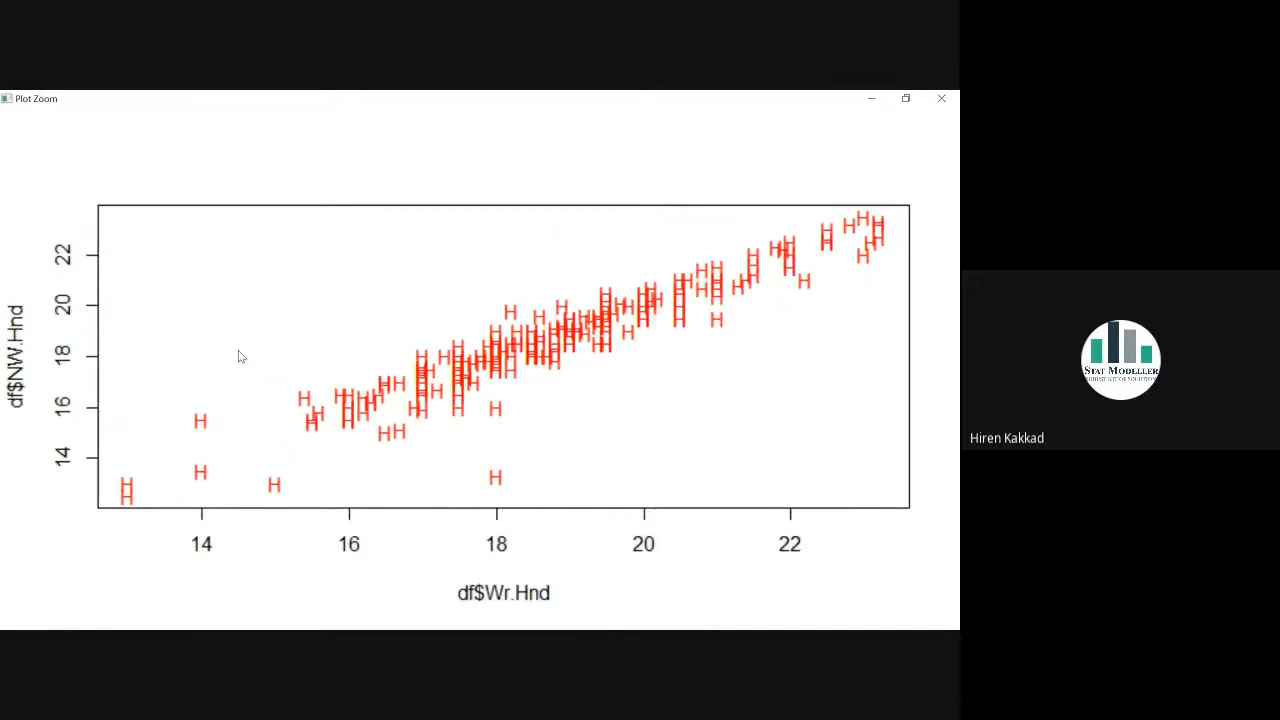 Plot Zoom
22
20
18
16
14
df$NW.Hnd
14 16 18 20 22
df$Wr.Hnd
STAT MODELLER
Hiren Kakkad